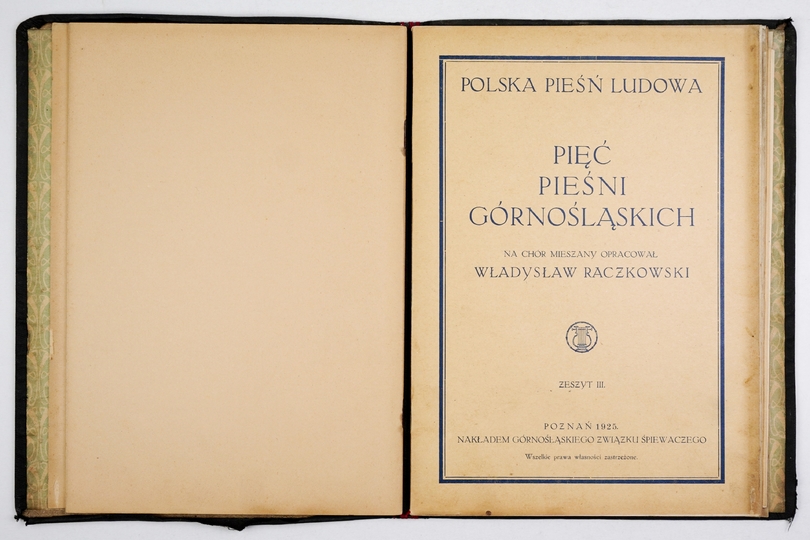 POLSKA PIEŚŃ LUDOWA
PIĘĆ
PIEŚNI
GÓRNOŚLĄSKICH
NA CHÓR MIESZANY OPRACOWAŁ
WŁADYSŁAW RACZKOWSKI
ZESZYT III.
POZNAŃ 1925.
NAKŁADEM GÓRNOŚLĄSKIEGO ZWIĄZKU ŚPIEWACZEGO
Wszelkie prawa własności zastrzeżone.